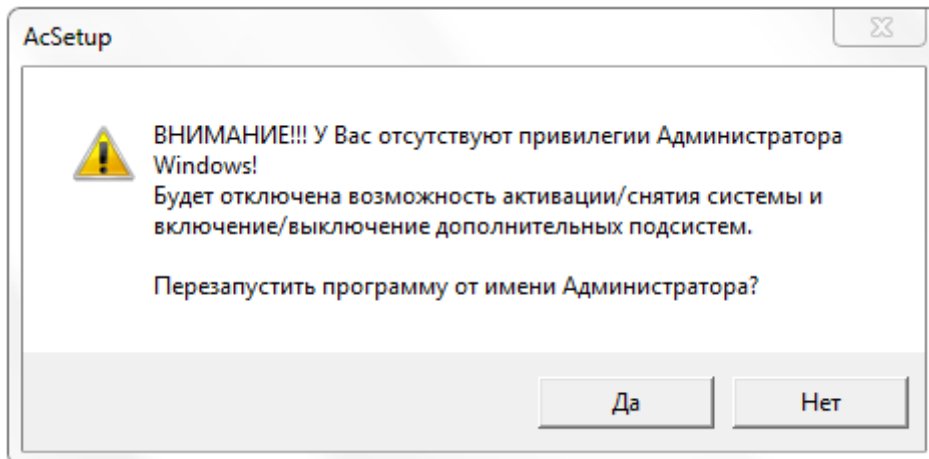 AcSetup
ВНИМАНИЕ!!! У Вас отсутствуют привилегии Администратора
Windows!
Будет отключена возможность активации/снятия системы и
включение/выключение дополнительных подсистем.
Перезапустить программу от имени Администратора?
Да
Нет